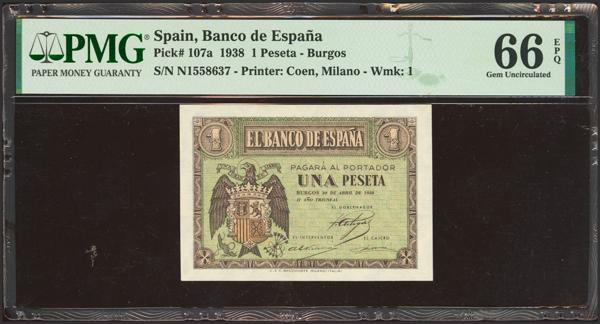 PMG®
PAPER MONEY GUARANTY
Spain, Banco de España
Pick# 107a 1938 1 Peseta - Burgos
S/N N1558637 - Printer: Coen, Milano - Wmk: 1
66 EPQ
Gem Uncirculated
1 1
EL BANCO DE ESPAÑA
PAGARÁ AL PORTADOR
UNA PESETA
BURGOS 30 DE ABRIL DE 1938
II AÑO TRIUNFAL
EL GOBERNADOR
EL INTERVENTOR EL CAJERO